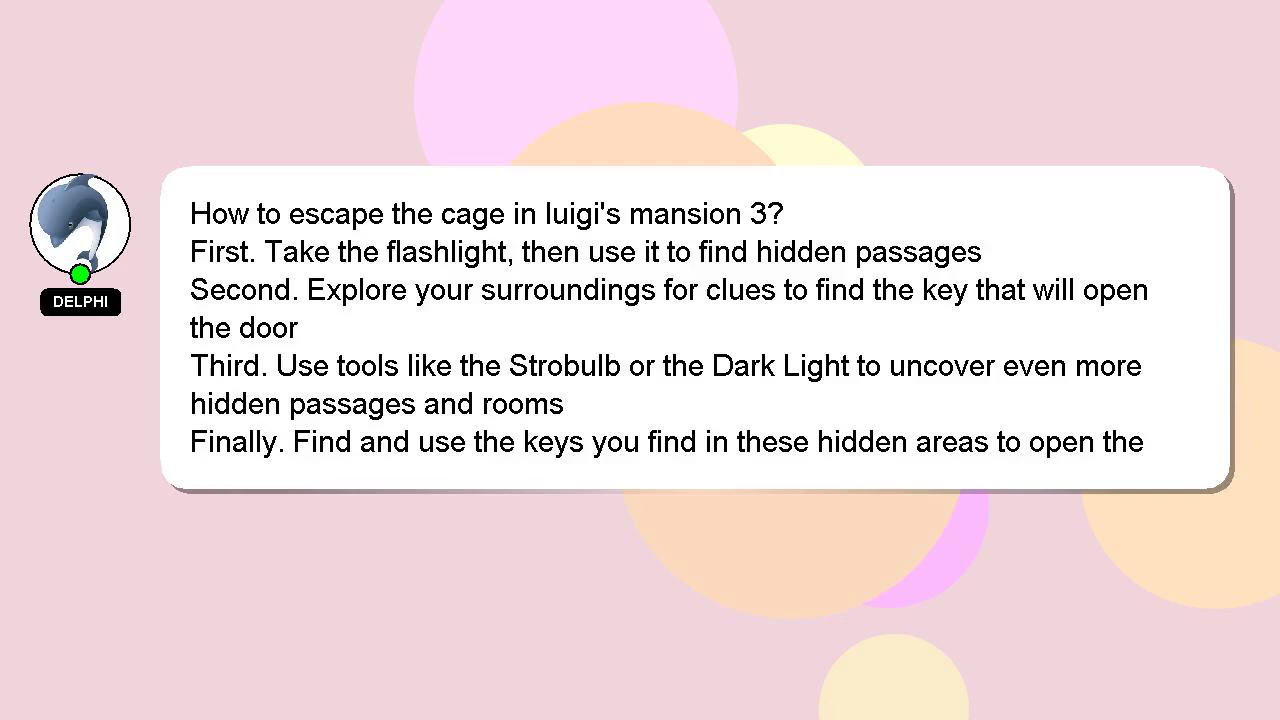 How to escape the cage in luigi's mansion 3?
First. Take the flashlight, then use it to find hidden passages
Second. Explore your surroundings for clues to find the key that will open
the door
Third. Use tools like the Strobulb or the Dark Light to uncover even more
hidden passages and rooms
Finally. Find and use the keys you find in these hidden areas to open the
DELPHI